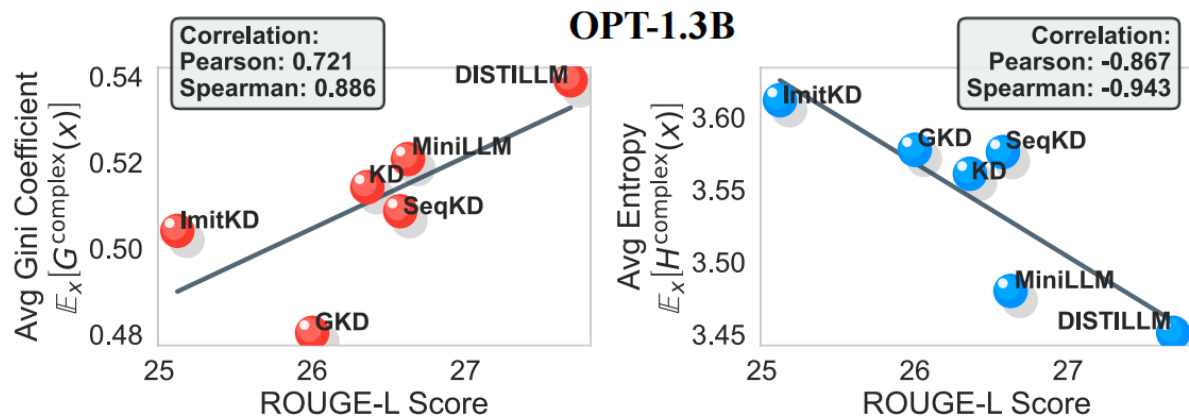 OPT-1.3B
Correlation:
Pearson: 0.721
Spearman: 0.886
Avg Gini Coefficient
𝔼ₓ[Gᶜᵒᵐᵖˡᵉˣ(x)]
0.54
0.52
0.50
0.48
DISTILLM
MiniLLM
KD
SeqKD
ImitKD
GKD
25
26
27
ROUGE-L Score
Correlation:
Pearson: -0.867
Spearman: -0.943
Avg Entropy
𝔼ₓ[Hᶜᵒᵐᵖˡᵉˣ(x)]
3.60
3.55
3.50
3.45
ImitKD
GKD
SeqKD
KD
MiniLLM
DISTILLM
25
26
27
ROUGE-L Score